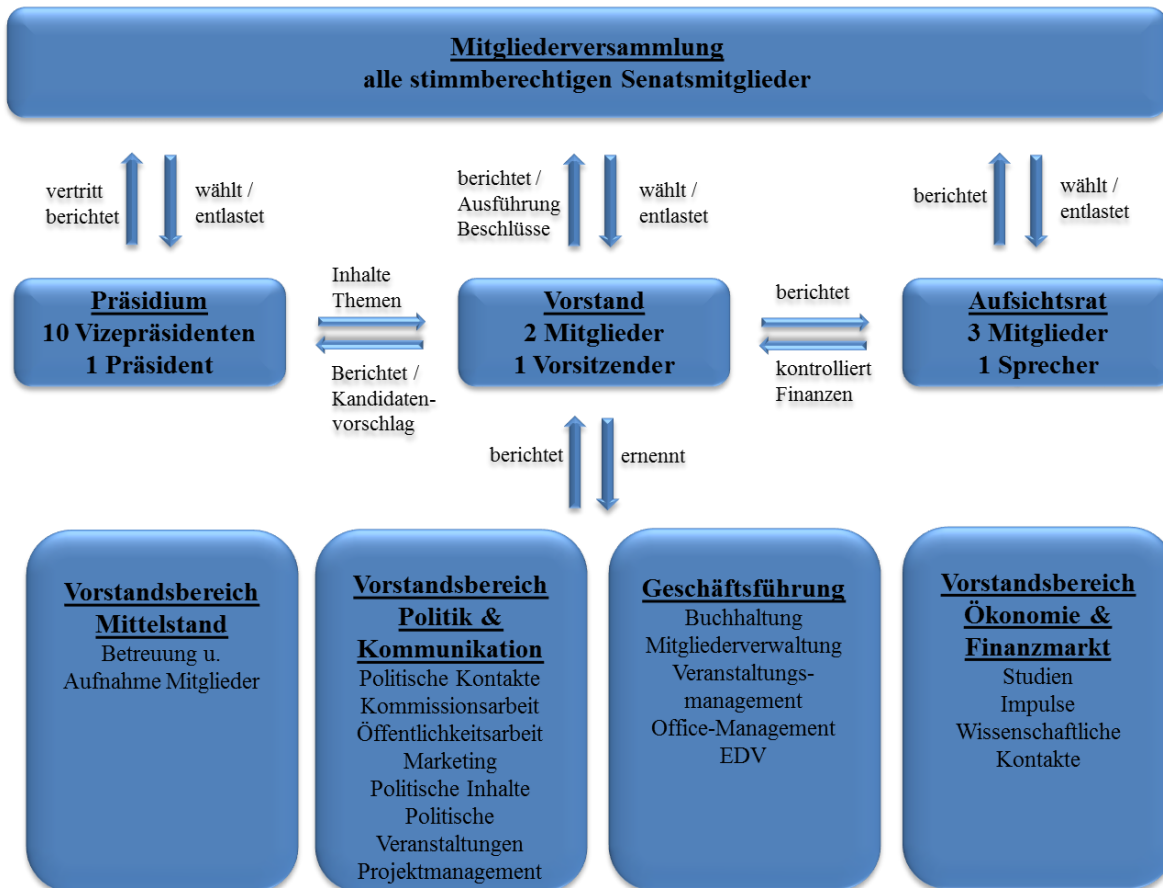 Mitgliederversammlung
alle stimmberechtigen Senatsmitglieder
vertritt
berichtet
wählt /
entlastet
berichtet /
Ausführung
Beschlüsse
wählt /
entlastet
berichtet
wählt /
entlastet
Präsidium
10 Vizepräsidenten
1 Präsident
Inhalte
Themen
Berichtet /
Kandidaten-
vorschlag
Vorstand
2 Mitglieder
1 Vorsitzender
berichtet
kontrolliert
Finanzen
Aufsichtsrat
3 Mitglieder
1 Sprecher
berichtet
ernennt
Vorstandsbereich
Mittelstand
Betreuung u.
Aufnahme Mitglieder
Vorstandsbereich
Politik &
Kommunikation
Politische Kontakte
Kommissionsarbeit
Öffentlichkeitsarbeit
Marketing
Politische Inhalte
Politische
Veranstaltungen
Projektmanagement
Geschäftsführung
Buchhaltung
Mitgliederverwaltung
Veranstaltungs-
management
Office-Management
EDV
Vorstandsbereich
Ökonomie &
Finanzmarkt
Studien
Impulse
Wissenschaftliche
Kontakte